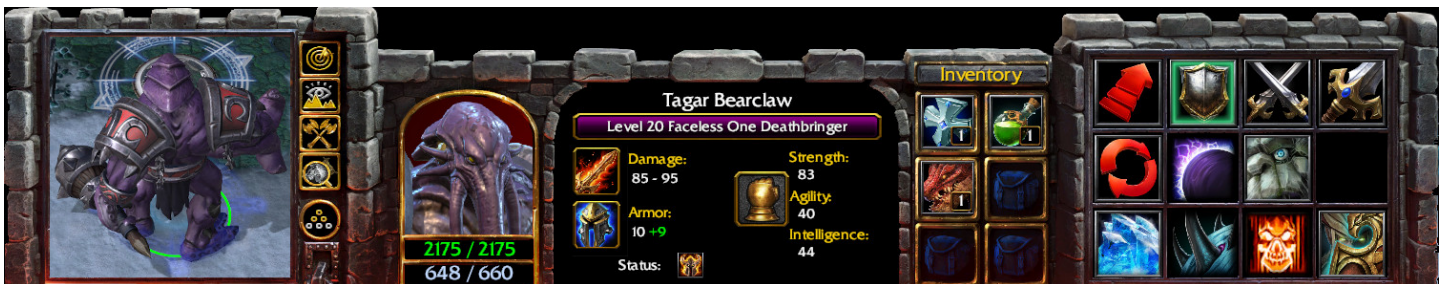 Tagar Bearclaw
Level 20 Faceless One Deathbringer
Damage:
85 - 95
Armor:
10 +9
Status:
Strength:
83
Agility:
40
Intelligence:
44
2175 / 2175
648 / 660
Inventory
1
1
1